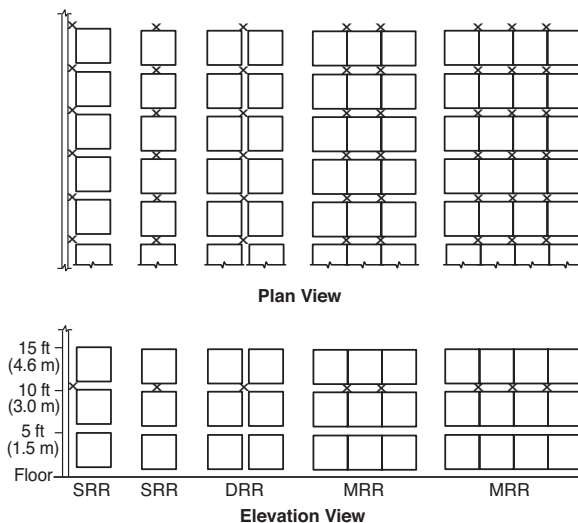 Plan View
15 ft
(4.6 m)
10 ft
(3.0 m)
5 ft
(1.5 m)
Floor
SRR SRR DRR MRR MRR
Elevation View